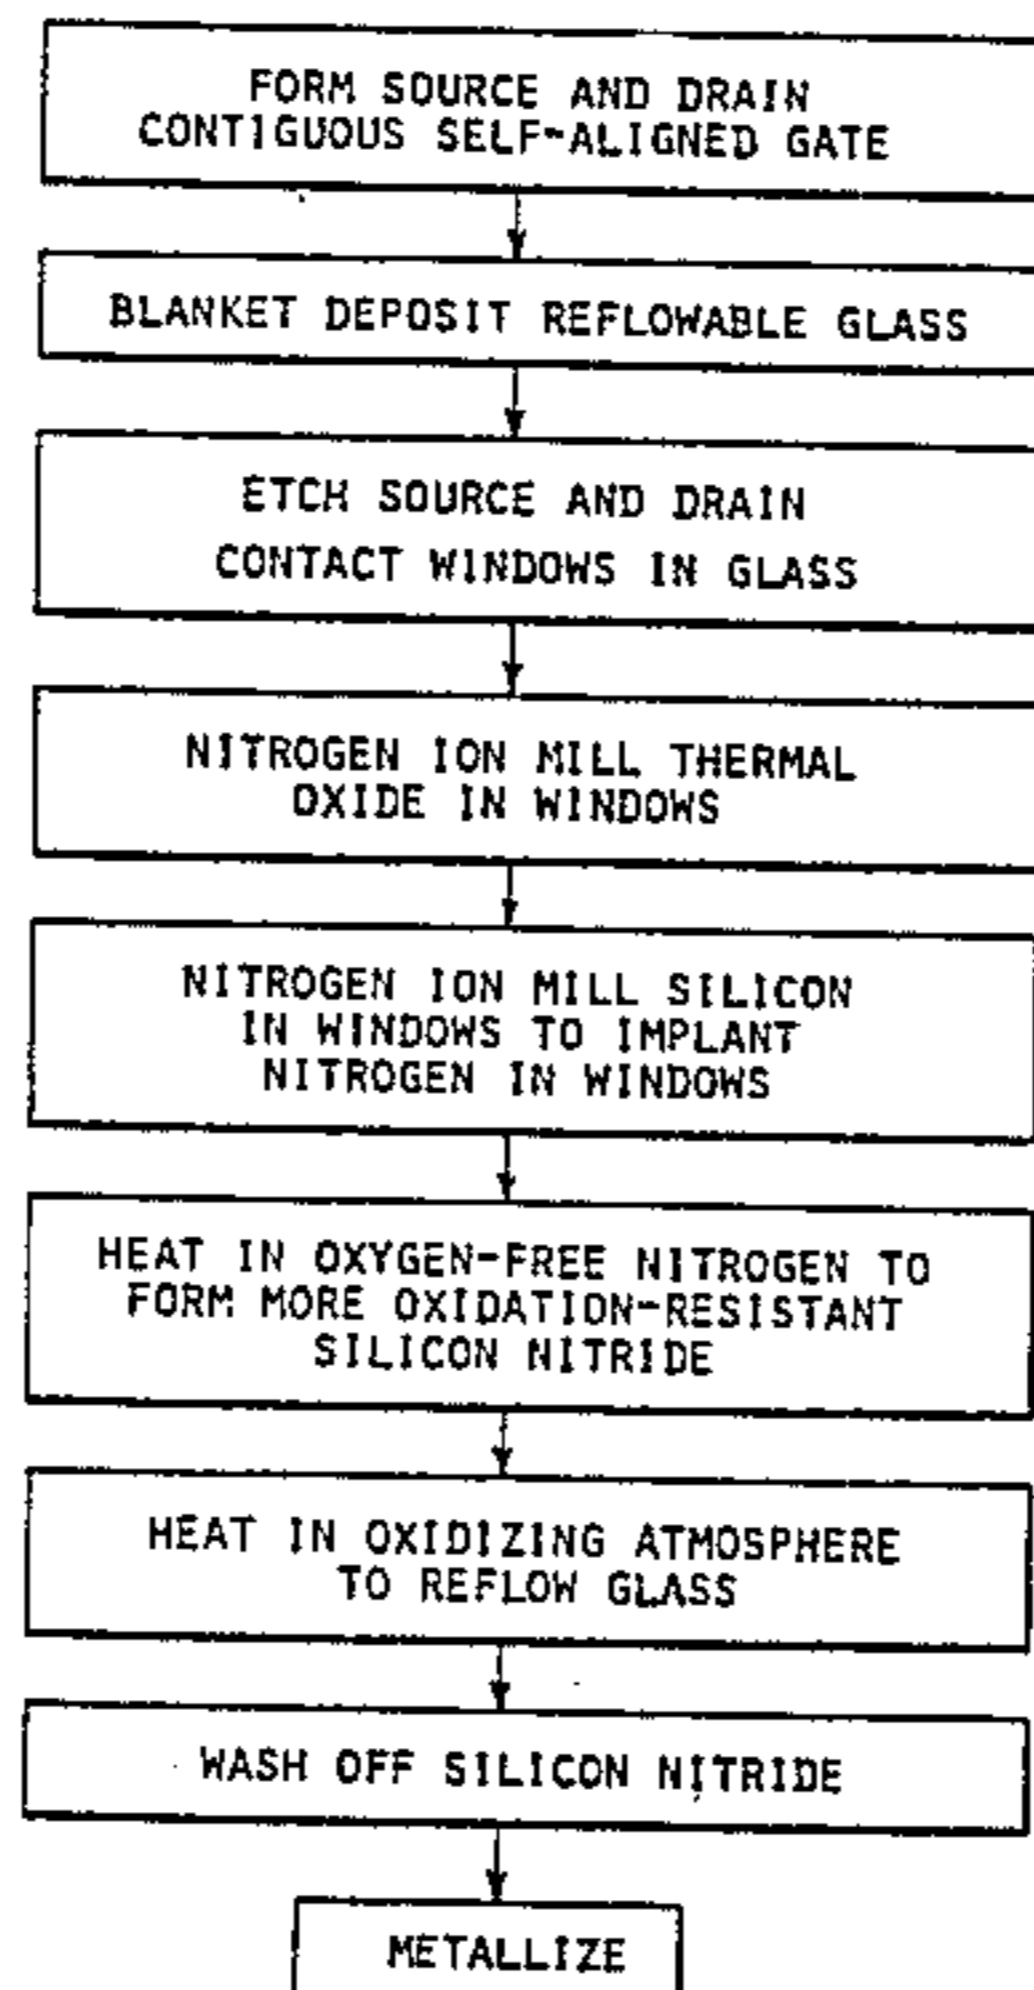 FORM SOURCE AND DRAIN
CONTIGUOUS SELF-ALIGNED GATE
BLANKET DEPOSIT REFLOWABLE GLASS
ETCH SOURCE AND DRAIN
CONTACT WINDOWS IN GLASS
NITROGEN ION MILL THERMAL
OXIDE IN WINDOWS
NITROGEN ION MILL SILICON
IN WINDOWS TO IMPLANT
NITROGEN IN WINDOWS
HEAT IN OXYGEN-FREE NITROGEN TO
FORM MORE OXIDATION-RESISTANT
SILICON NITRIDE
HEAT IN OXIDIZING ATMOSPHERE
TO REFLOW GLASS
WASH OFF SILICON NITRIDE
METALLIZE